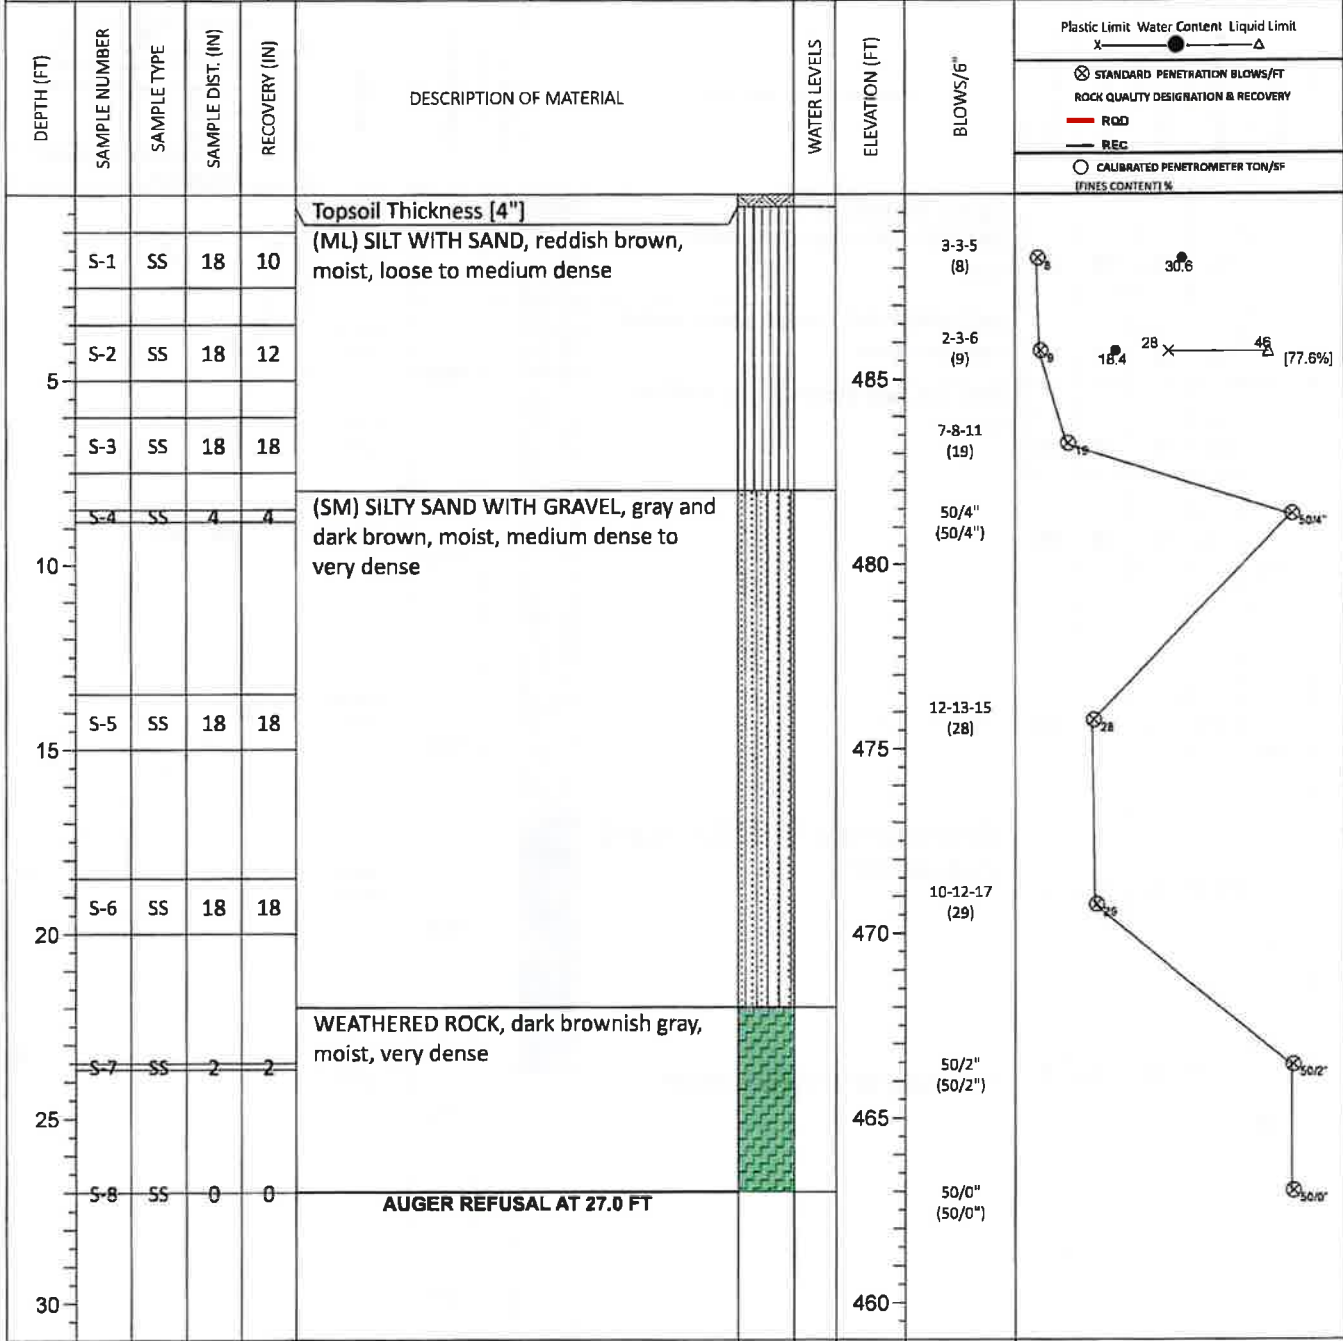 DEPTH (FT)
SAMPLE NUMBER
SAMPLE TYPE
SAMPLE DIST. (IN)
RECOVERY (IN)
DESCRIPTION OF MATERIAL
WATER LEVELS
ELEVATION (FT)
BLOWS/6"
Plastic Limit Water Content Liquid Limit
X Δ
STANDARD PENETRATION BLOWS/FT
ROCK QUALITY DESIGNATION & RECOVERY
RQD
REC
CALIBRATED PENETROMETER TON/SF
[FINES CONTENT] %
Topsoil Thickness [4"]
(ML) SILT WITH SAND, reddish brown,
moist, loose to medium dense
S-1 SS 18 10
3-3-5
(8)
8
30.6
S-2 SS 18 12
2-3-6
(9)
9
18.4
28
46
[77.6%]
5
485
S-3 SS 18 18
7-8-11
(19)
19
(SM) SILTY SAND WITH GRAVEL, gray and
dark brown, moist, medium dense to
very dense
S-4 SS 4 4
50/4"
(50/4")
50/4"
10
480
S-5 SS 18 18
12-13-15
(28)
28
15
475
S-6 SS 18 18
10-12-17
(29)
29
20
470
WEATHERED ROCK, dark brownish gray,
moist, very dense
S-7 SS 2 2
50/2"
(50/2")
50/2"
25
465
S-8 SS 0 0
AUGER REFUSAL AT 27.0 FT
50/0"
(50/0")
50/0"
30
460